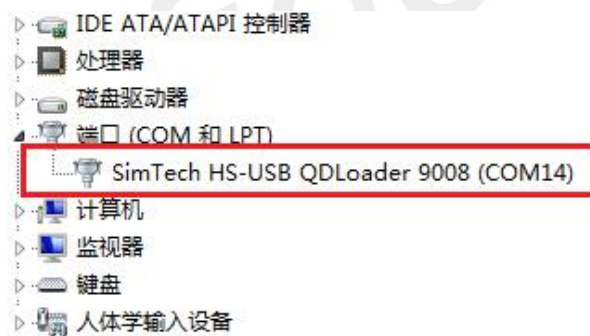 IDE ATA/ATAPI 控制器
处理器
磁盘驱动器
端口 (COM 和 LPT)
SimTech HS-USB QDLoader 9008 (COM14)
计算机
监视器
键盘
人体学输入设备